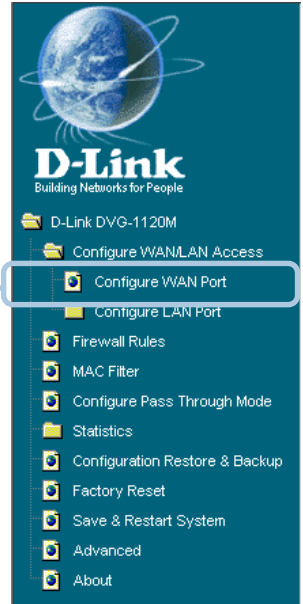 D-Link
Building Networks for People
D-Link DVG-1120M
Configure WAN/LAN Access
Configure WAN Port
Configure LAN Port
Firewall Rules
MAC Filter
Configure Pass Through Mode
Statistics
Configuration Restore & Backup
Factory Reset
Save & Restart System
Advanced
About